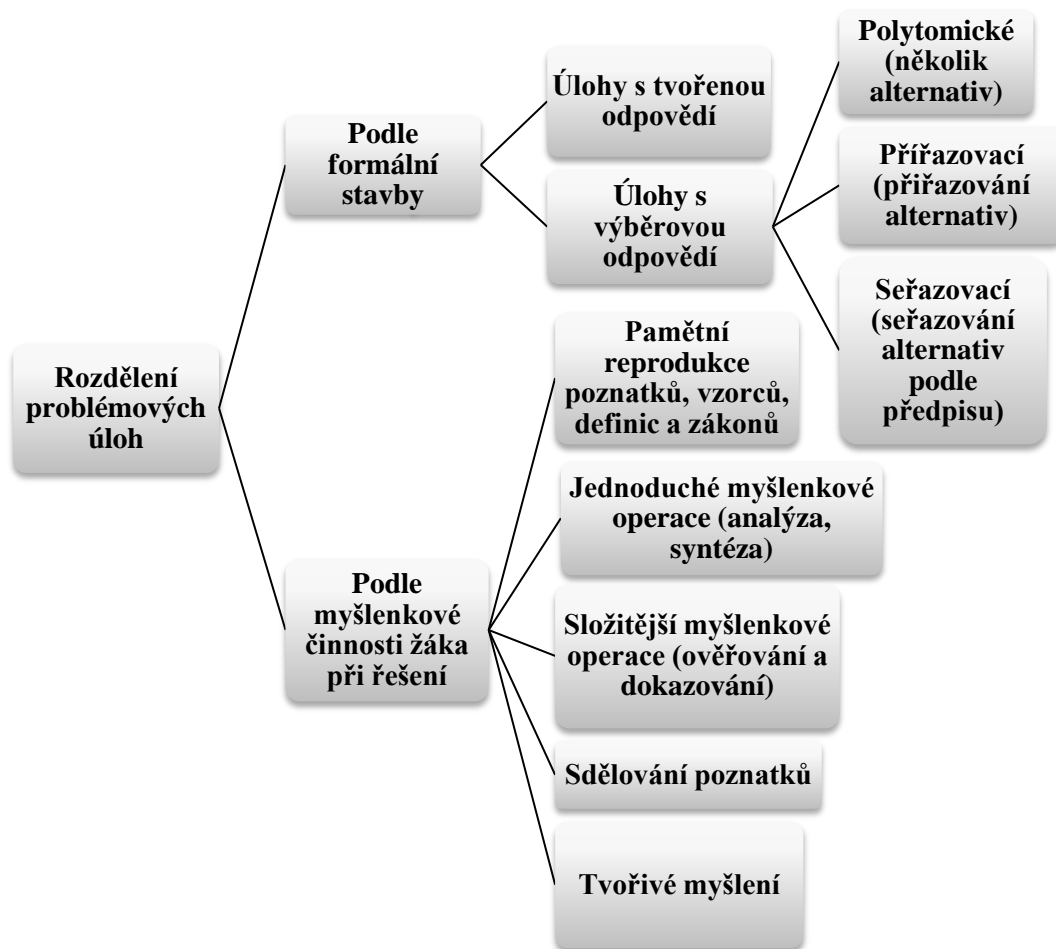 Rozdělení
problémových
úloh
Podle
formální
stavby
Úlohy s tvořenou
odpovědí
Úlohy s
výběrovou
odpovědí
Polytomické
(několik
alternativ)
Přířazovací
(přiřazování
alternativ)
Seřazovací
(seřazování
alternativ
podle
předpisu)
Podle
myšlenkové
činnosti žáka
při řešení
Pamětní
reprodukce
poznatků, vzorců,
definic a zákonů
Jednoduché myšlenkové
operace (analýza,
syntéza)
Složitější myšlenkové
operace (ověřování a
dokazování)
Sdělování poznatků
Tvořivé myšlení